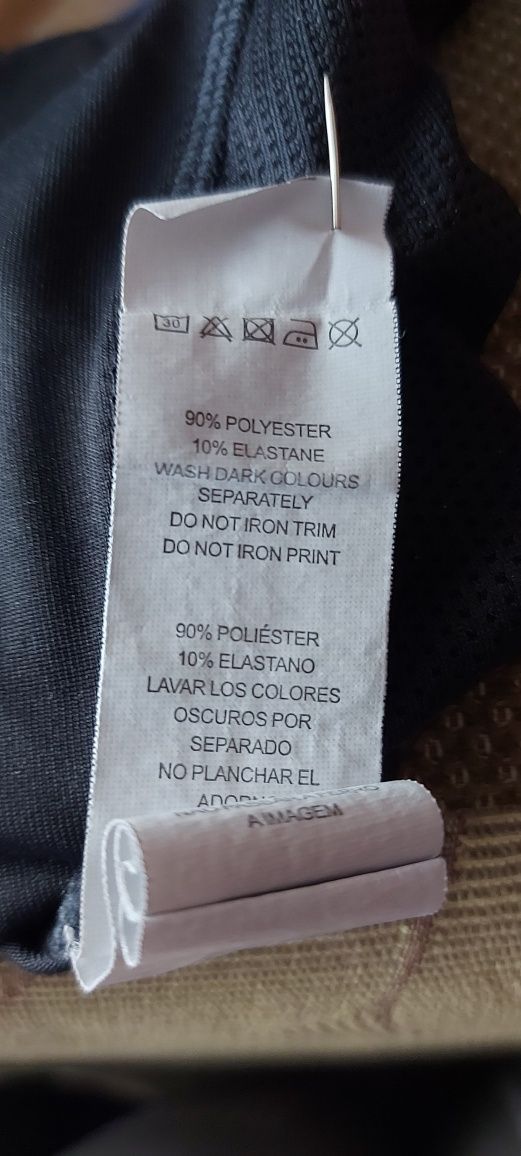 30
90% POLYESTER
10% ELASTANE
WASH DARK COLOURS
SEPARATELY
DO NOT IRON TRIM
DO NOT IRON PRINT
90% POLIÉSTER
10% ELASTANO
LAVAR LOS COLORES
OSCUROS POR
SEPARADO
NO PLANCHAR EL
A IMAGEM